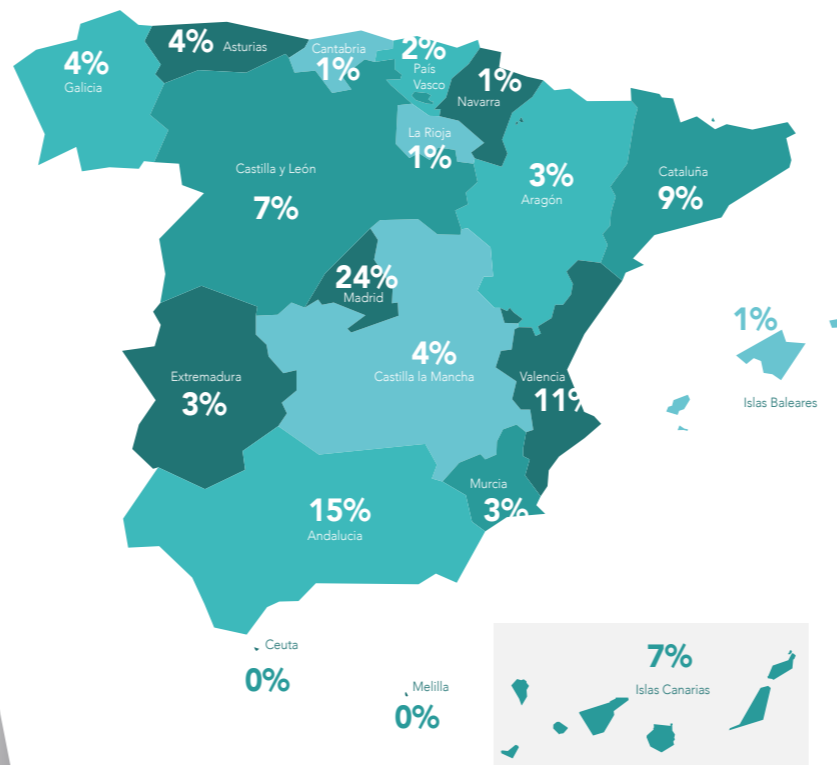 4%
Galicia
4% Asturias
Cantabria
1%
2%
País
Vasco
1%
Navarra
La Rioja
1%
Castilla y León
7%
3%
Aragón
Cataluña
9%
24%
Madrid
1%
Islas Baleares
4%
Castilla la Mancha
Extremadura
3%
Valencia
11%
Murcia
3%
15%
Andalucia
Ceuta
0%
Melilla
0%
7%
Islas Canarias